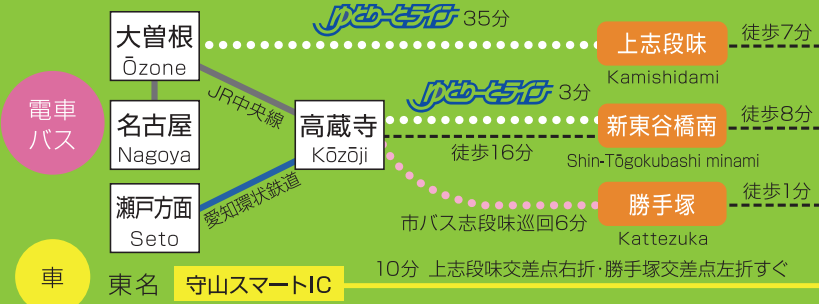 大曽根
Ōzone
ゆとりーとライン 35分
上志段味
Kamishidami
徒歩7分
電車
バス
JR中央線
名古屋
Nagoya
高蔵寺
Kōzōji
ゆとりーとライン 3分
徒歩16分
新東谷橋南
Shin-Tōgokubashi minami
徒歩8分
瀬戸方面
Seto
愛知環状鉄道
市バス志段味巡回6分
勝手塚
Kattezuka
徒歩1分
車
東名 守山スマートIC
10分 上志段味交差点右折・勝手塚交差点左折すぐ